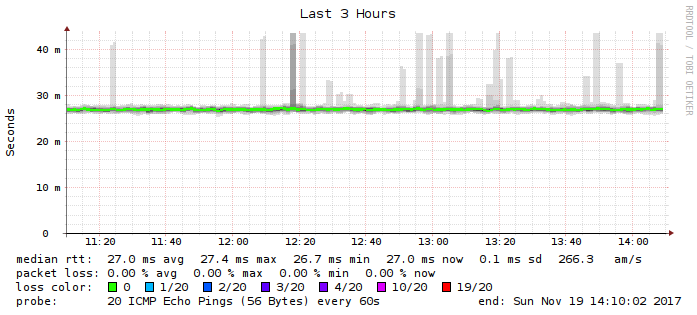 Last 3 Hours
RRDTOOL / TOBI OETIKER
Seconds
40 m
30 m
20 m
10 m
0
11:20 11:40 12:00 12:20 12:40 13:00 13:20 13:40 14:00
median rtt: 27.0 ms avg 27.4 ms max 26.7 ms min 27.0 ms now 0.1 ms sd 266.3 am/s
packet loss: 0.00 % avg 0.00 % max 0.00 % min 0.00 % now
loss color: 0 1/20 2/20 3/20 4/20 10/20 19/20
probe: 20 ICMP Echo Pings (56 Bytes) every 60s end: Sun Nov 19 14:10:02 2017